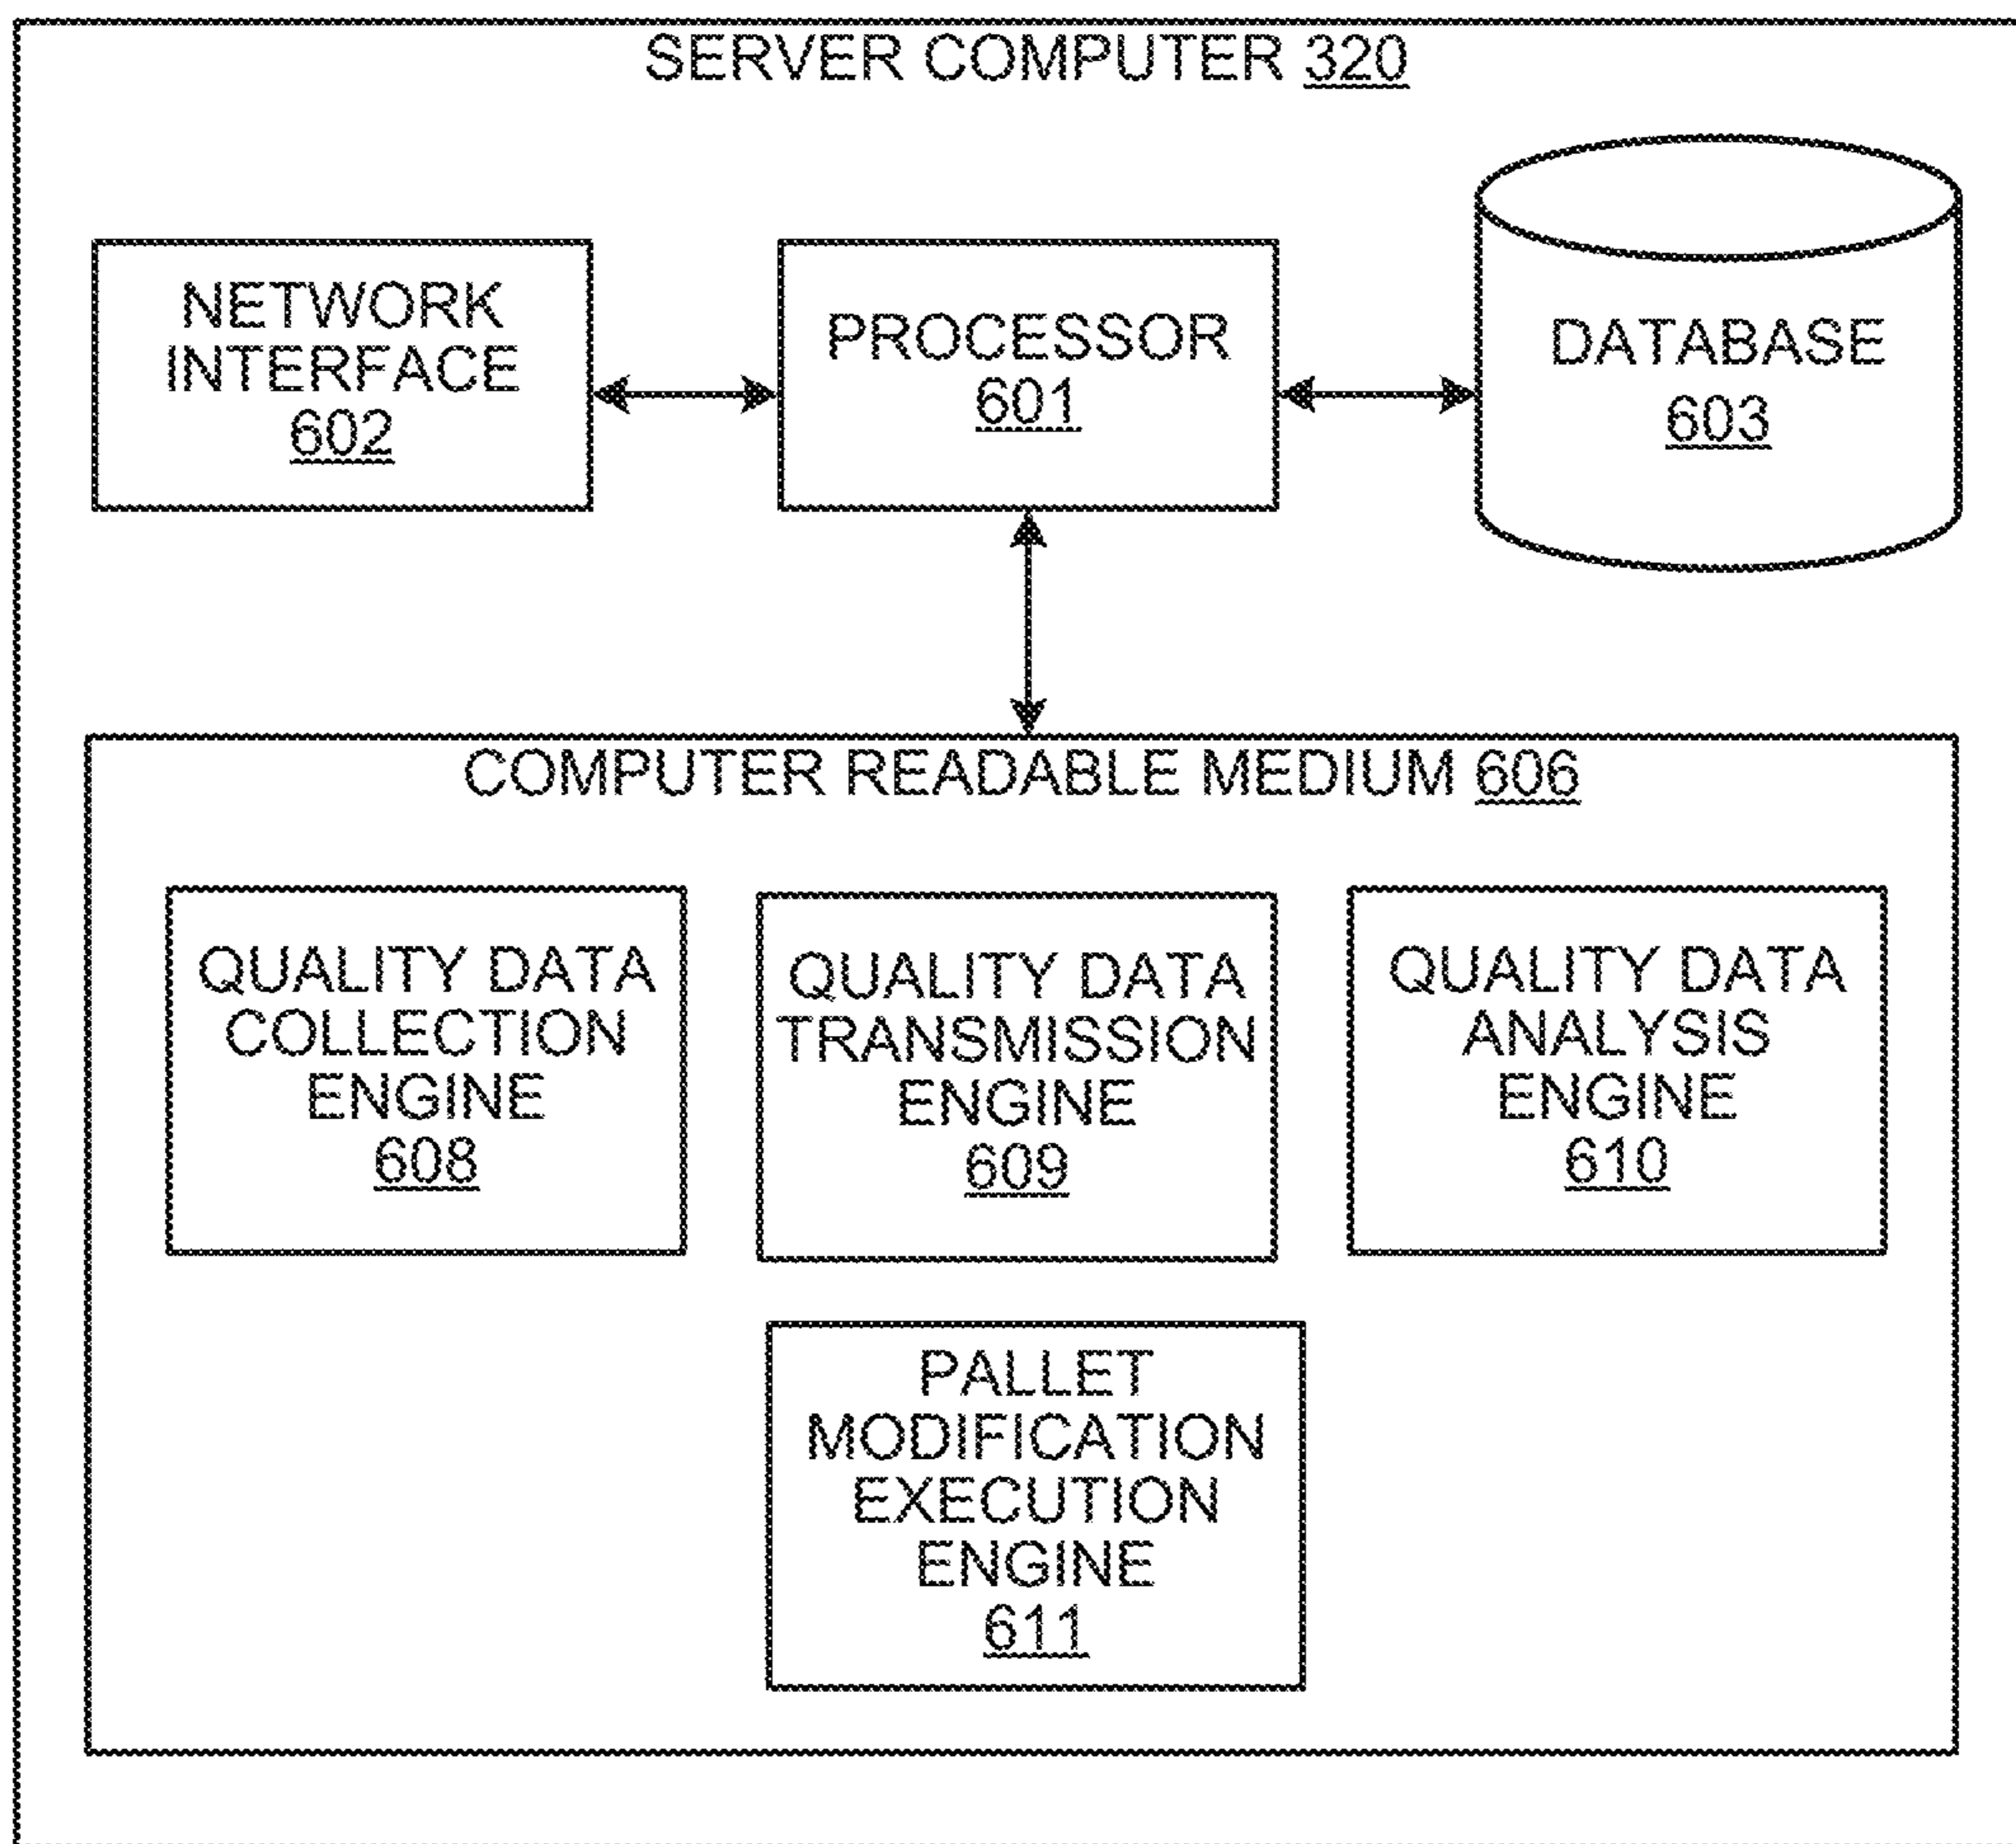 SERVER COMPUTER 320
NETWORK
INTERFACE
602
PROCESSOR
601
DATABASE
603
COMPUTER READABLE MEDIUM 606
QUALITY DATA
COLLECTION
ENGINE
608
QUALITY DATA
TRANSMISSION
ENGINE
609
QUALITY DATA
ANALYSIS
ENGINE
610
PALLET
MODIFICATION
EXECUTION
ENGINE
611